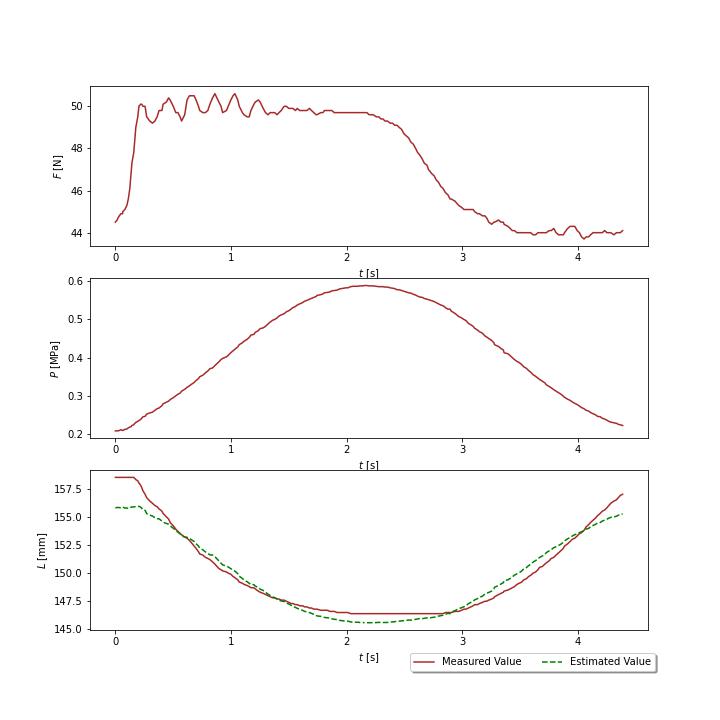 50
48
46
44
F [N]
0 1 2 3 4
t [s]
0.6
0.5
0.4
0.3
0.2
P [MPa]
0 1 2 3 4
t [s]
157.5
155.0
152.5
150.0
147.5
145.0
L [mm]
0 1 2 3 4
t [s]
Measured Value Estimated Value